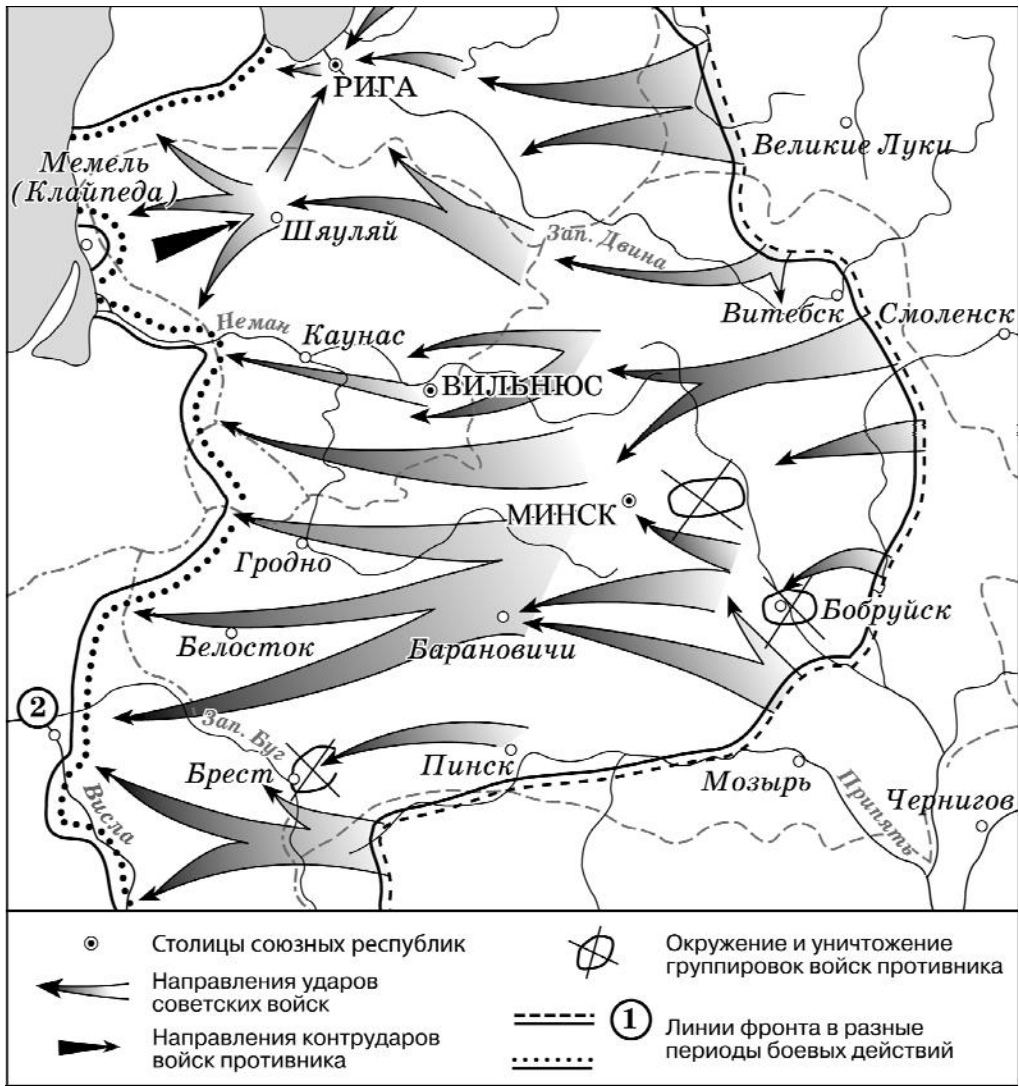 РИГА
Великие Луки
Мемель
(Клайпеда)
Шяуляй
Зап. Двина
Витебск
Смоленск
Неман
Каунас
ВИЛЬНЮС
МИНСК
Гродно
Бобруйск
Белосток
Барановичи
2
Зап. Буг
Брест
Пинск
Мозырь
Висла
Припять
Чернигов
Столицы союзных республик
Направления ударов
советских войск
Направления контрударов
войск противника
Окружение и уничтожение
группировок войск противника
1
Линии фронта в разные
периоды боевых действий